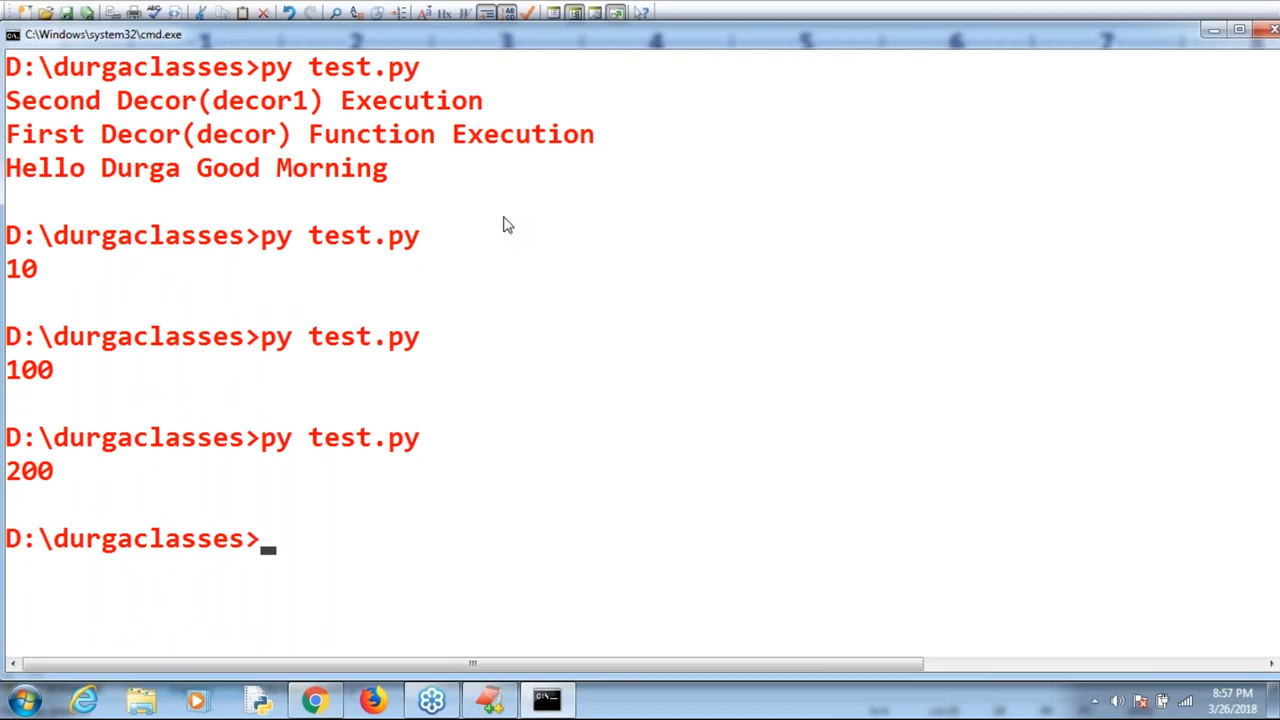 C:\Windows\system32\cmd.exe
D:\durgaclasses>py test.py
Second Decor(decor1) Execution
First Decor(decor) Function Execution
Hello Durga Good Morning
D:\durgaclasses>py test.py
10
D:\durgaclasses>py test.py
100
D:\durgaclasses>py test.py
200
D:\durgaclasses>
8:57 PM
3/26/2018